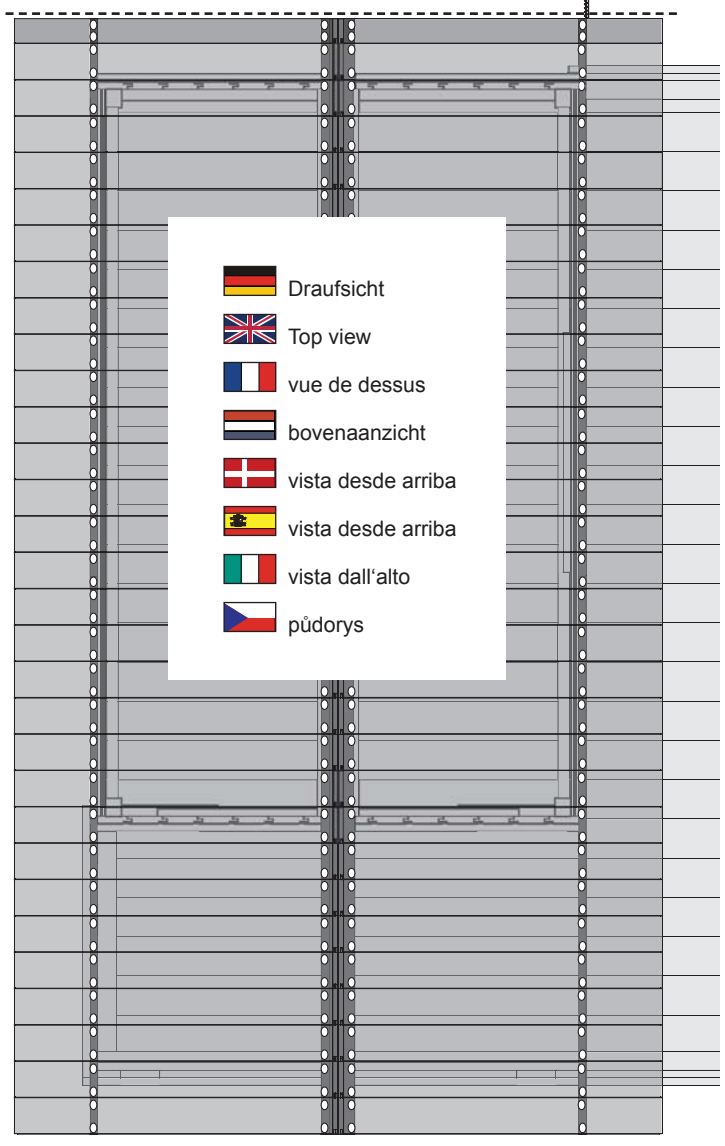 Draufsicht
Top view
vue de dessus
bovenaanzicht
vista desde arriba
vista desde arriba
vista dall‘alto
půdorys